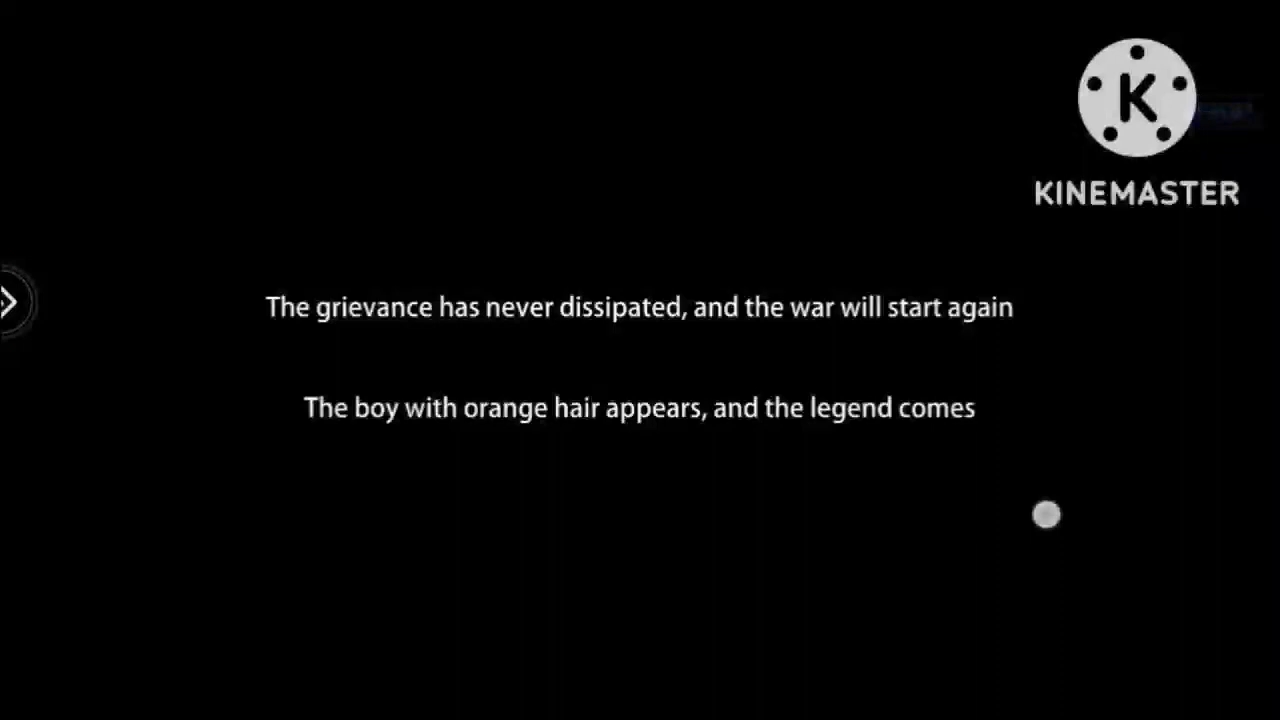 K
KINEMASTER
The grievance has never dissipated, and the war will start again
The boy with orange hair appears, and the legend comes